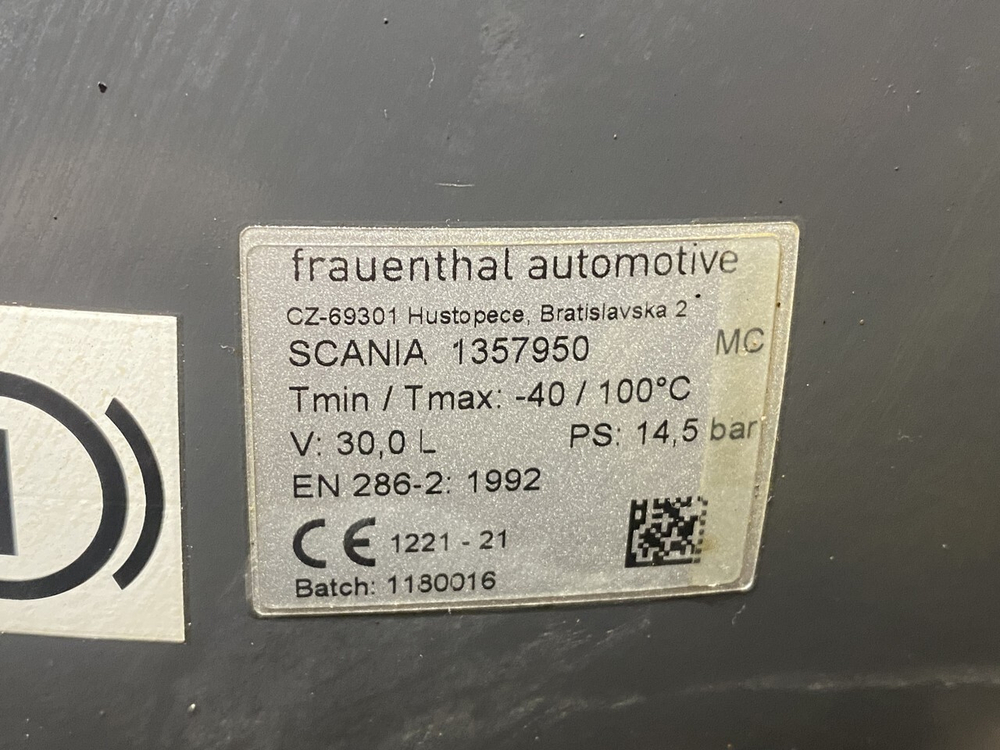 frauenthal automotive
CZ-69301 Hustopece, Bratislavska 2
SCANIA 1357950 MC
Tmin / Tmax: -40 / 100°C
V: 30,0 L PS: 14,5 bar
EN 286-2: 1992
CE 1221 - 21
Batch: 1180016